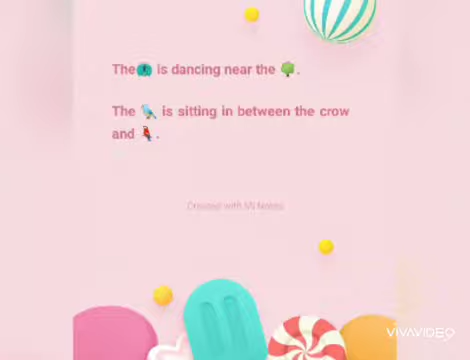 The🦚 is dancing near the 🌳.
The 🐦 is sitting in between the crow
and 🦜.
Created with Mi Notes
VIVAVIDEO